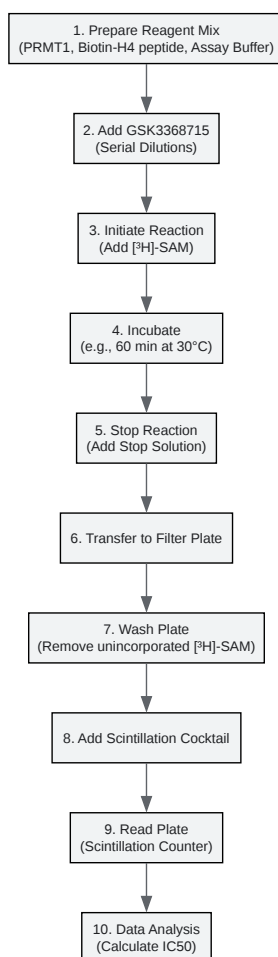 1. Prepare Reagent Mix
(PRMT1, Biotin-H4 peptide, Assay Buffer)
2. Add GSK3368715
(Serial Dilutions)
3. Initiate Reaction
(Add [³H]-SAM)
4. Incubate
(e.g., 60 min at 30°C)
5. Stop Reaction
(Add Stop Solution)
6. Transfer to Filter Plate
7. Wash Plate
(Remove unincorporated [³H]-SAM)
8. Add Scintillation Cocktail
9. Read Plate
(Scintillation Counter)
10. Data Analysis
(Calculate IC50)